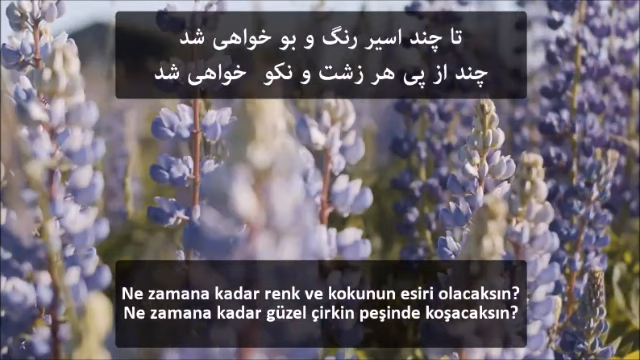 تا چند اسیر رنگ و بو خواهی شد
چند از پی هر زشت و نکو خواهی شد
Ne zamana kadar renk ve kokunun esiri olacaksın?
Ne zamana kadar güzel çirkin peşinde koşacaksın?